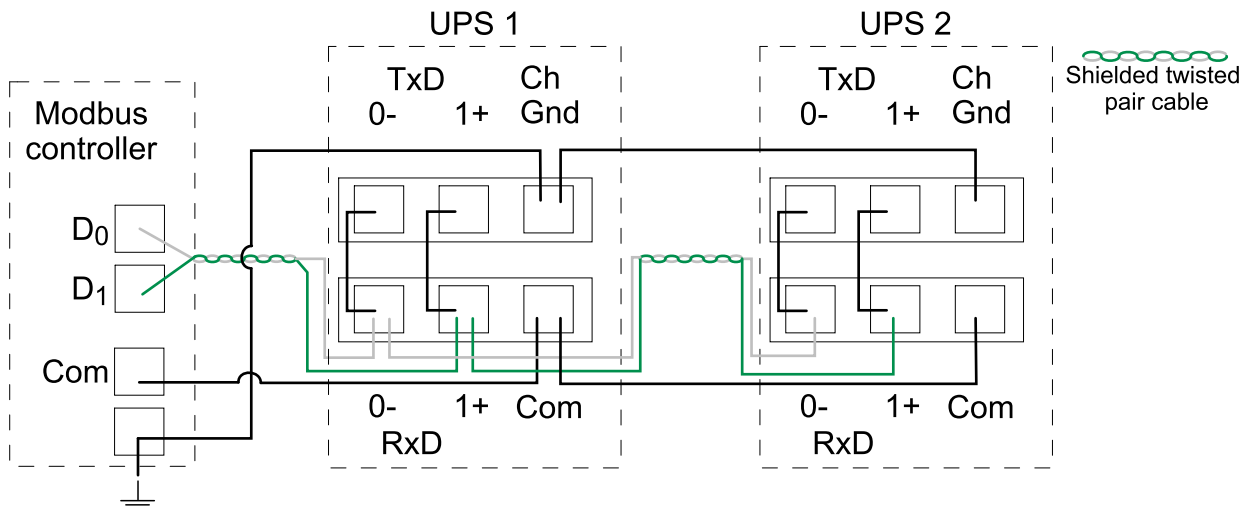 UPS 1
UPS 2
TxD
Ch
0-
1+
Gnd
TxD
Ch
0-
1+
Gnd
Shielded twisted
pair cable
Modbus
controller
D0
D1
Com
0-
1+
Com
RxD
0-
1+
Com
RxD